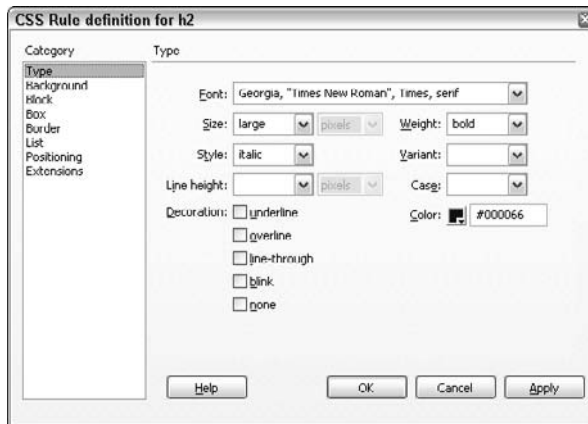 CSS Rule definition for h2
Category
Type
Type
Background
Block
Box
Border
List
Positioning
Extensions
Font: Georgia, "Times New Roman", Times, serif
Size: large pixels Weight: bold
Style: italic Variant:
Line height: pixels Case:
Decoration: underline Color: #000066
overline
line-through
blink
none
Help OK Cancel Apply